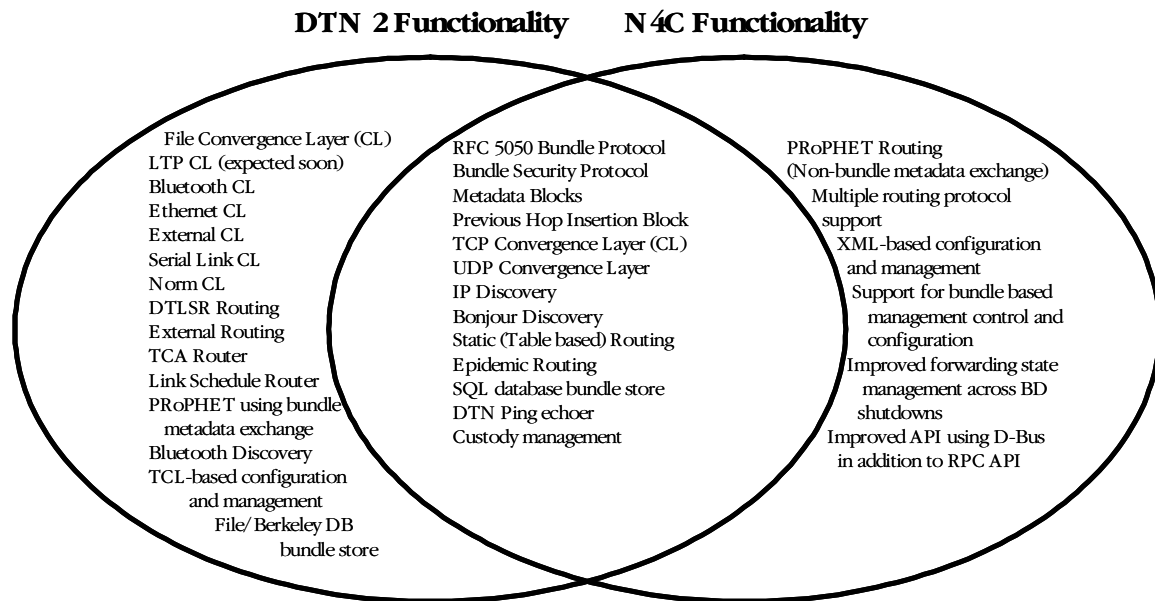 DTN 2 Functionality
N4C Functionality
File Convergence Layer (CL)
LTP CL (expected soon)
Bluetooth CL
Ethernet CL
External CL
Serial Link CL
Norm CL
DTLSR Routing
External Routing
TCA Router
Link Schedule Router
PRoPHET using bundle
metadata exchange
Bluetooth Discovery
TCL-based configuration
and management
File/Berkeley DB
bundle store
RFC 5050 Bundle Protocol
Bundle Security Protocol
Metadata Blocks
Previous Hop Insertion Block
TCP Convergence Layer (CL)
UDP Convergence Layer
IP Discovery
Bonjour Discovery
Static (Table based) Routing
Epidemic Routing
SQL database bundle store
DTN Ping echoer
Custody management
PRoPHET Routing
(Non-bundle metadata exchange)
Multiple routing protocol
support
XML-based configuration
and management
Support for bundle based
management control and
configuration
Improved forwarding state
management across BD
shutdowns
Improved API using D-Bus
in addition to RPC API